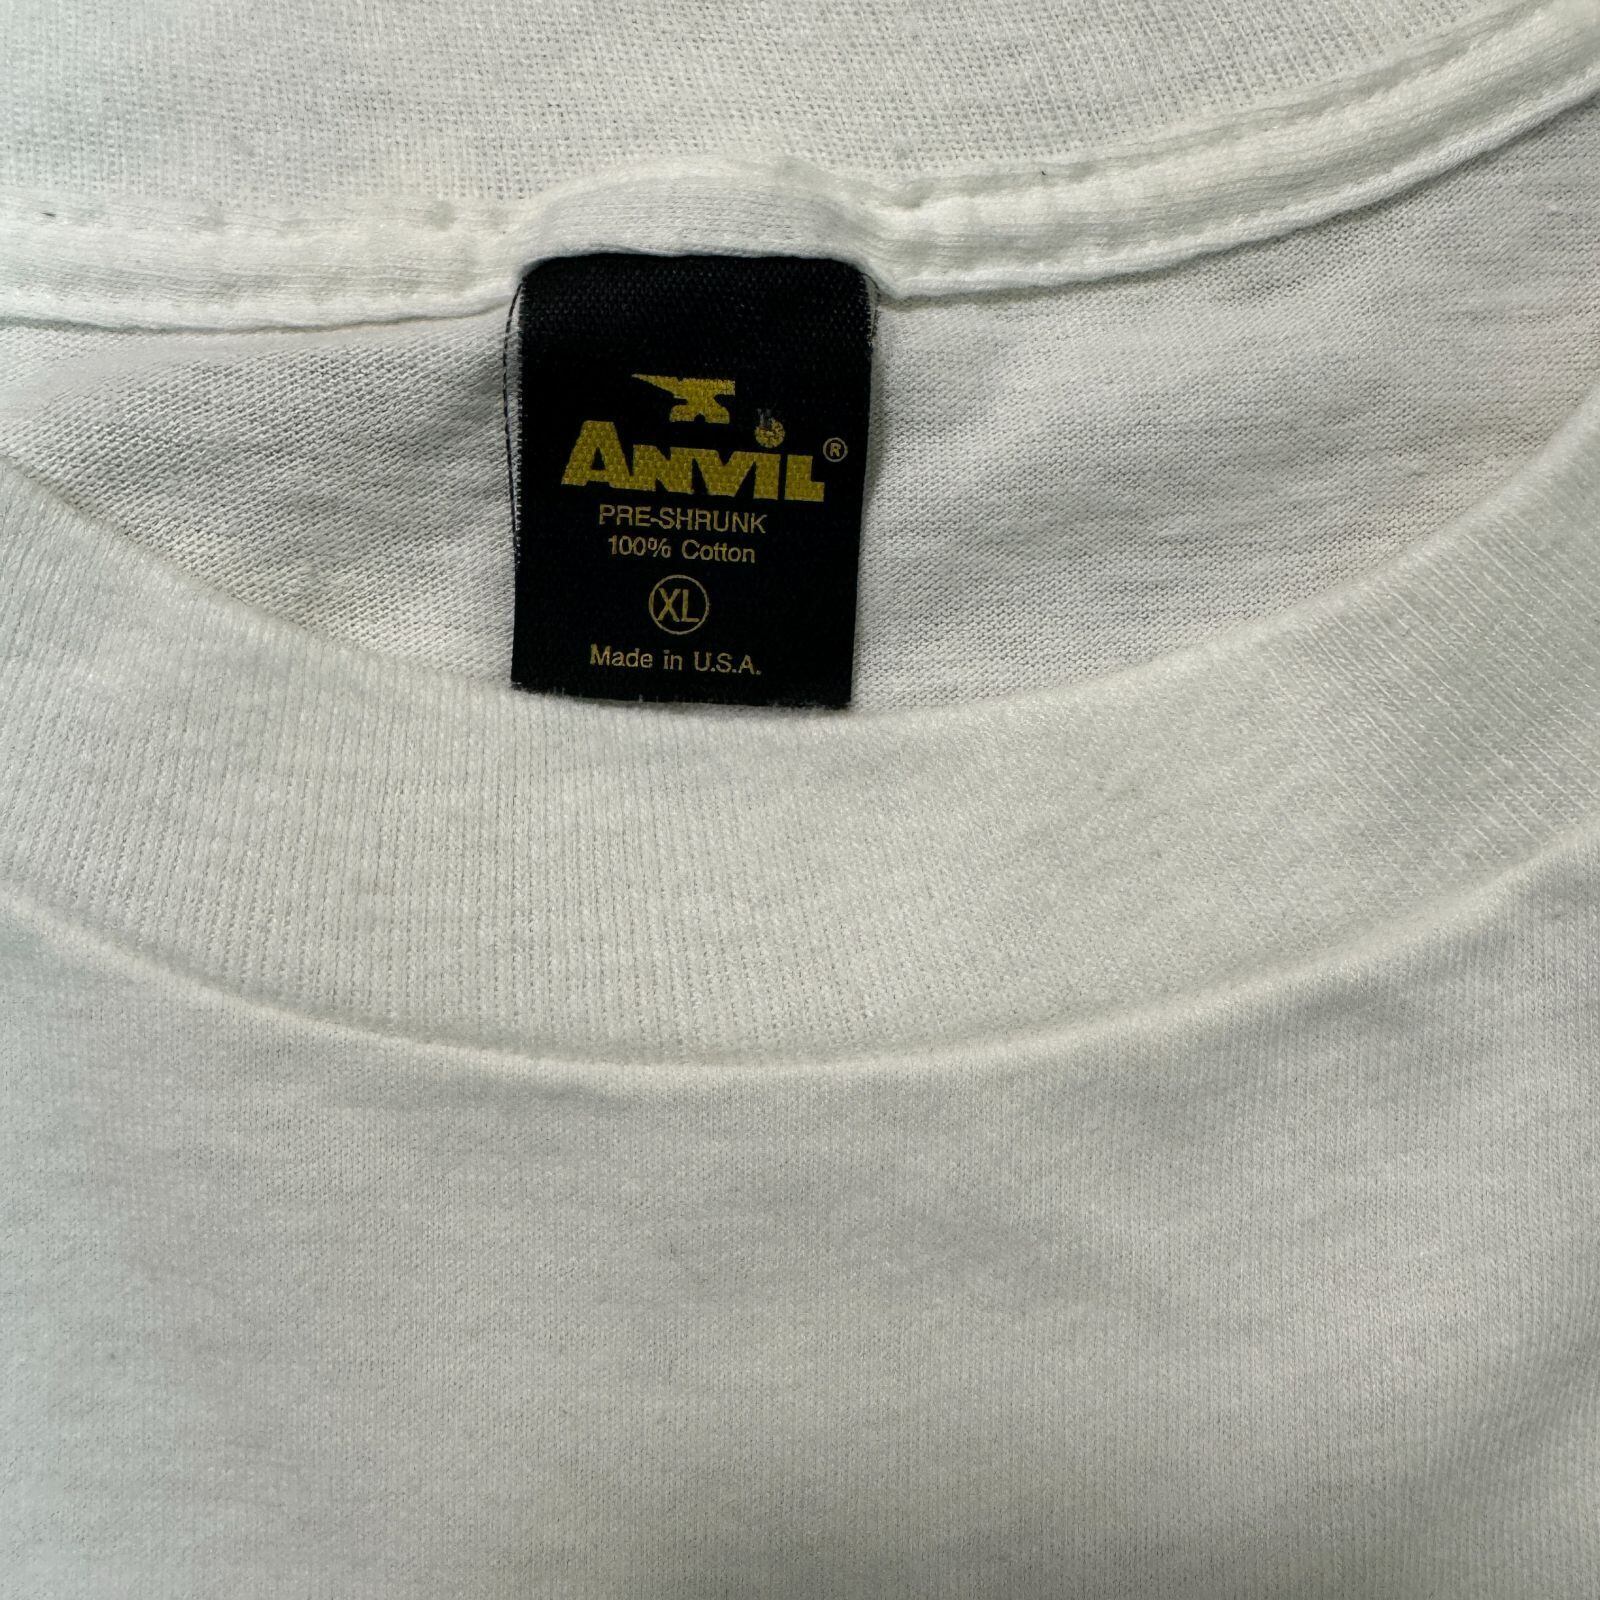 ANVIL®
PRE-SHRUNK
100% Cotton
XL
Made in U.S.A.